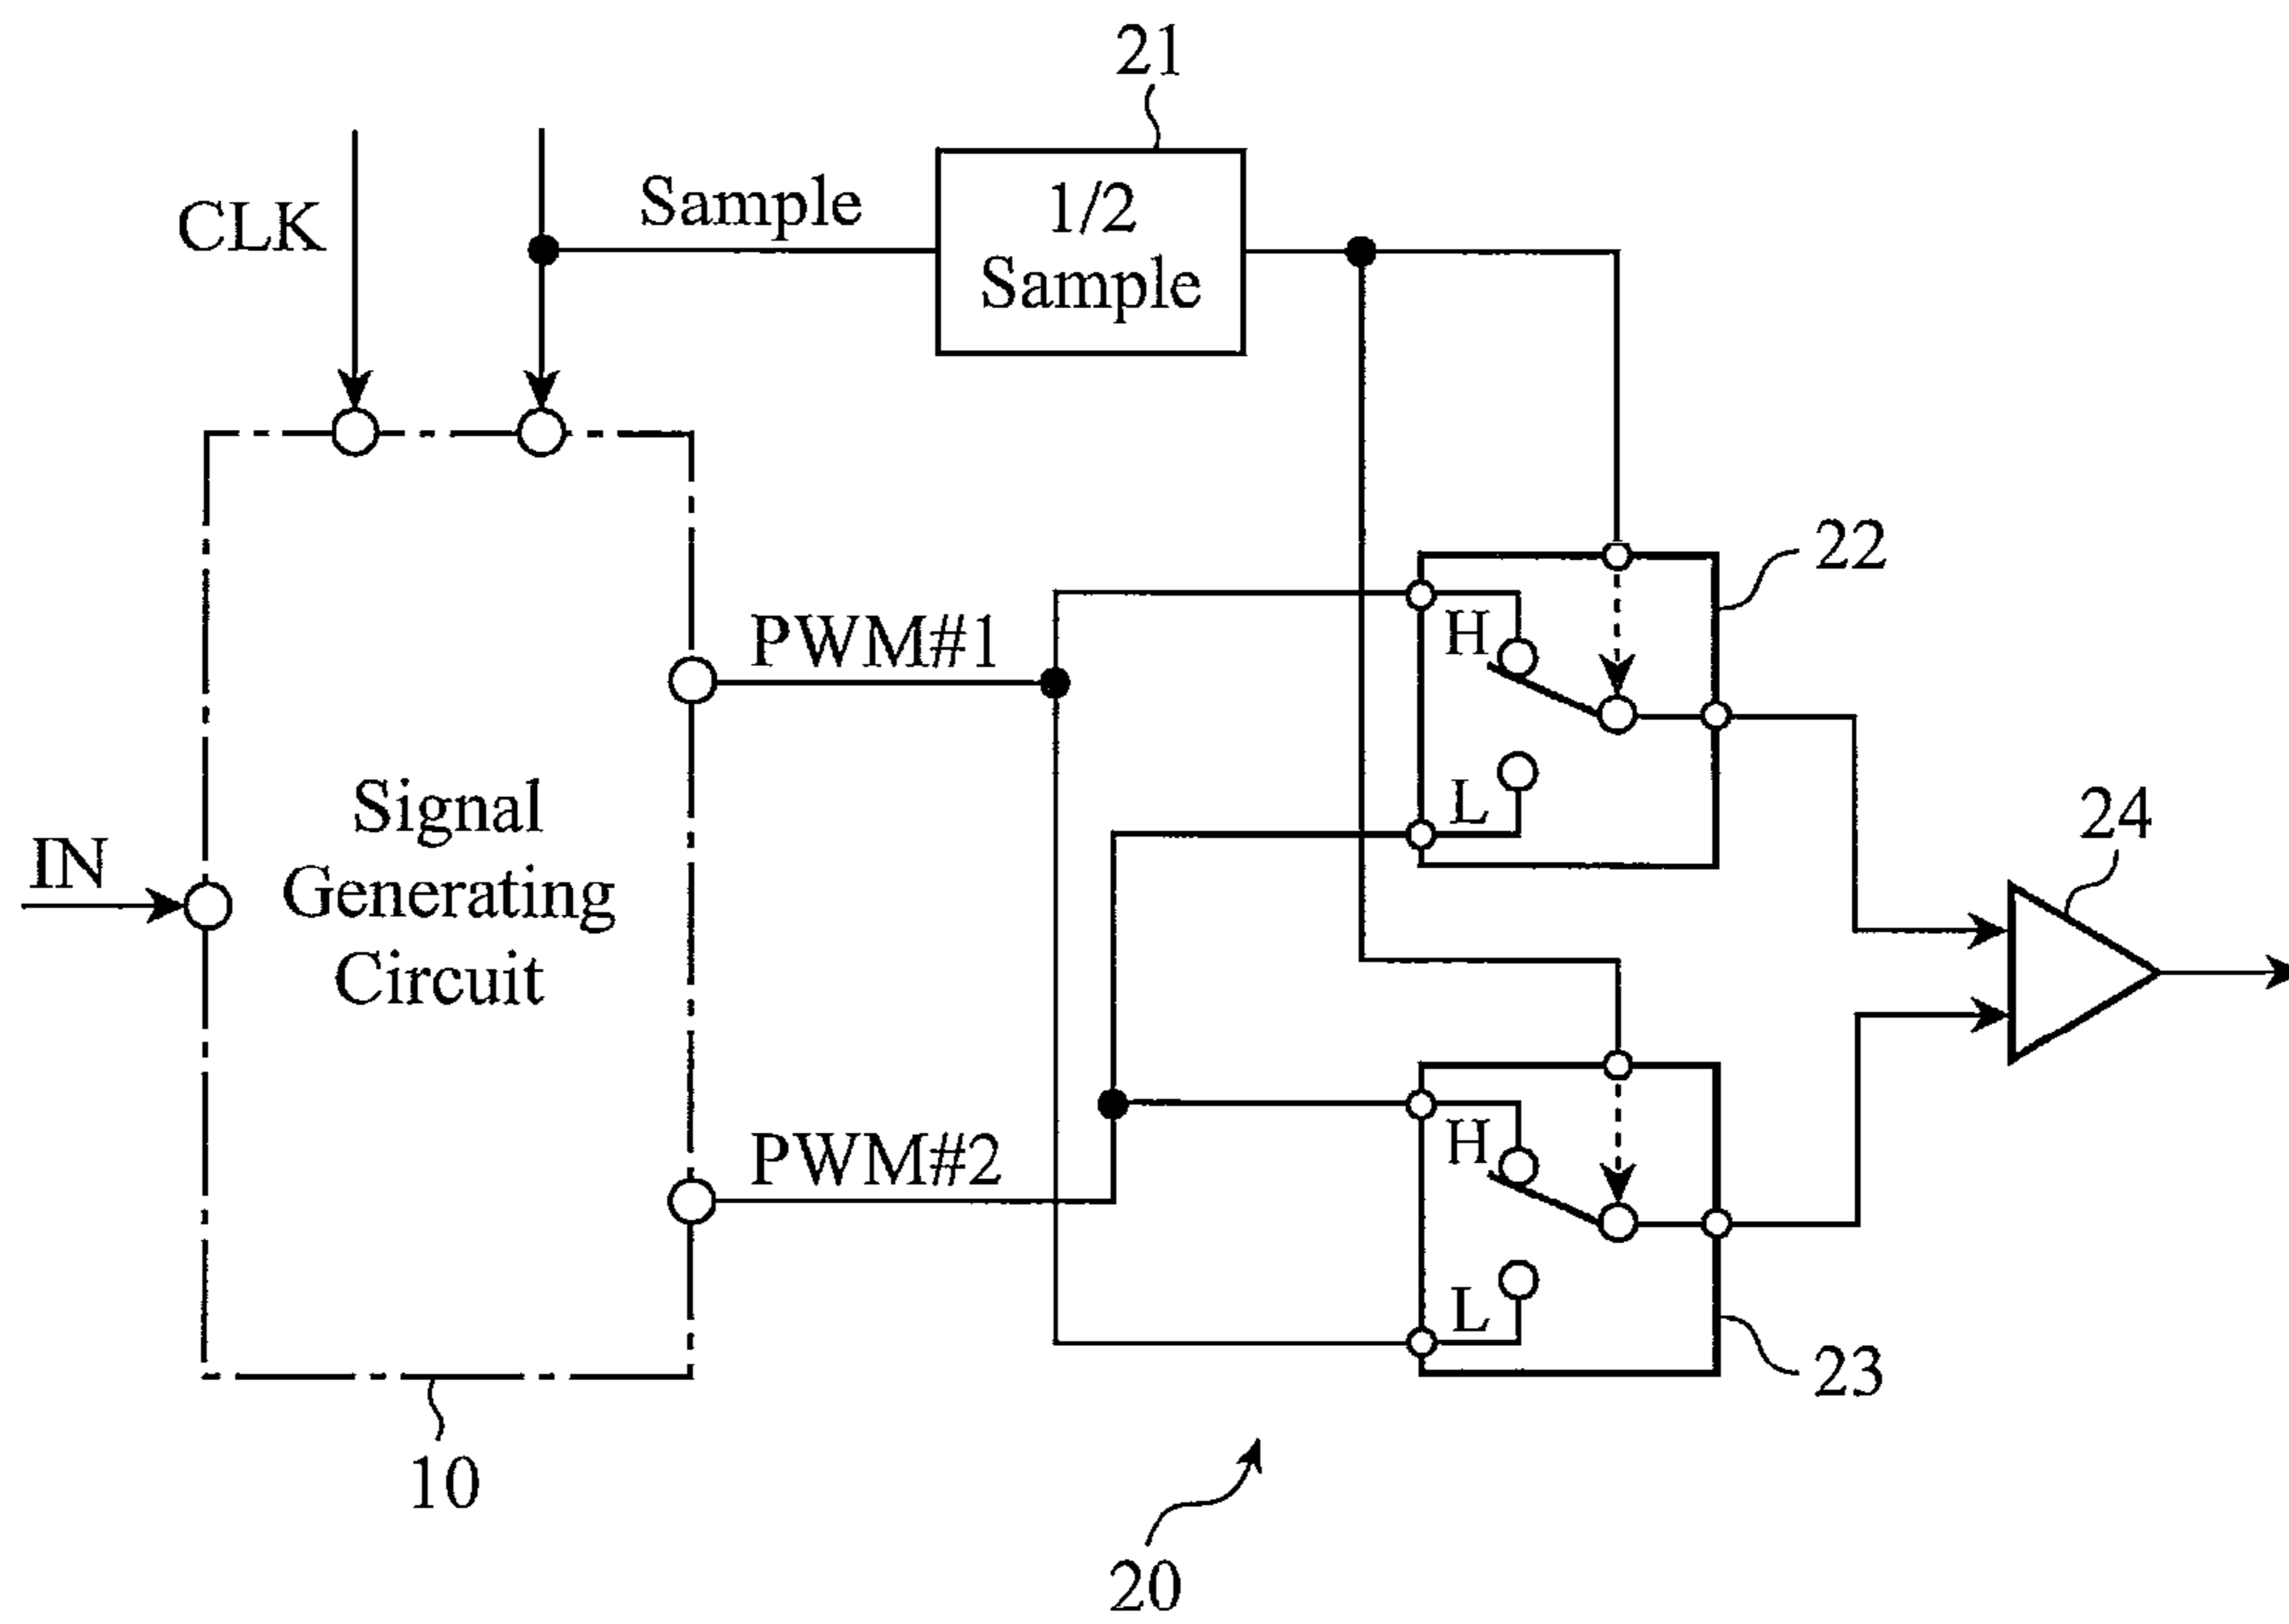 21
CLK
Sample
1/2
Sample
22
H
PWM#1
L
24
IN
Signal
Generating
Circuit
H
PWM#2
L
23
10
20